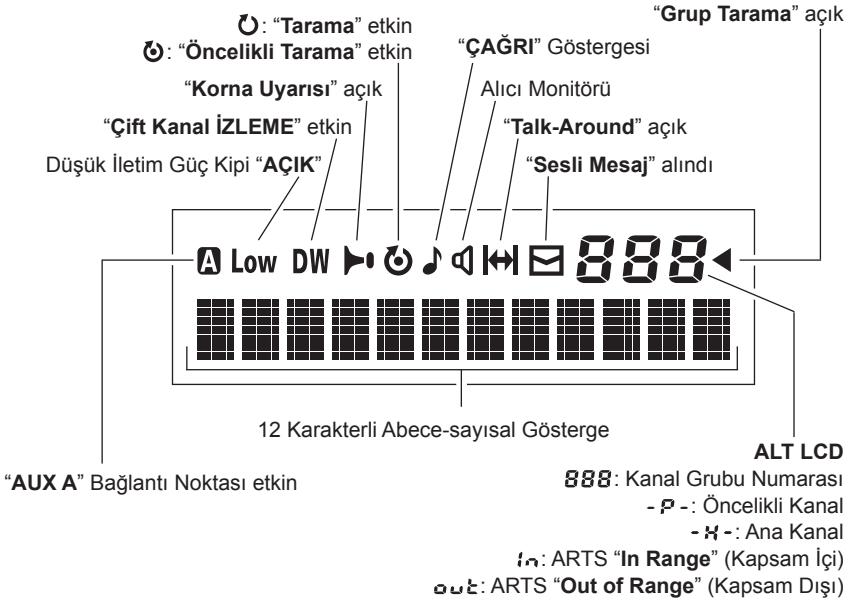 "Grup Tarama" açık
: "Tarama" etkin
: "Öncelikli Tarama" etkin
"ÇAĞRI" Göstergesi
"Korna Uyarısı" açık
Alıcı Monitörü
"Çift Kanal İZLEME" etkin
"Talk-Around" açık
Düşük İletim Güç Kipi "AÇIK"
"Sesli Mesaj" alındı
A Low DW 888
12 Karakterli Abece-sayısal Gösterge
"AUX A" Bağlantı Noktası etkin
ALT LCD
888: Kanal Grubu Numarası
-P-: Öncelikli Kanal
-H-: Ana Kanal
In: ARTS "In Range" (Kapsam İçi)
out: ARTS "Out of Range" (Kapsam Dışı)